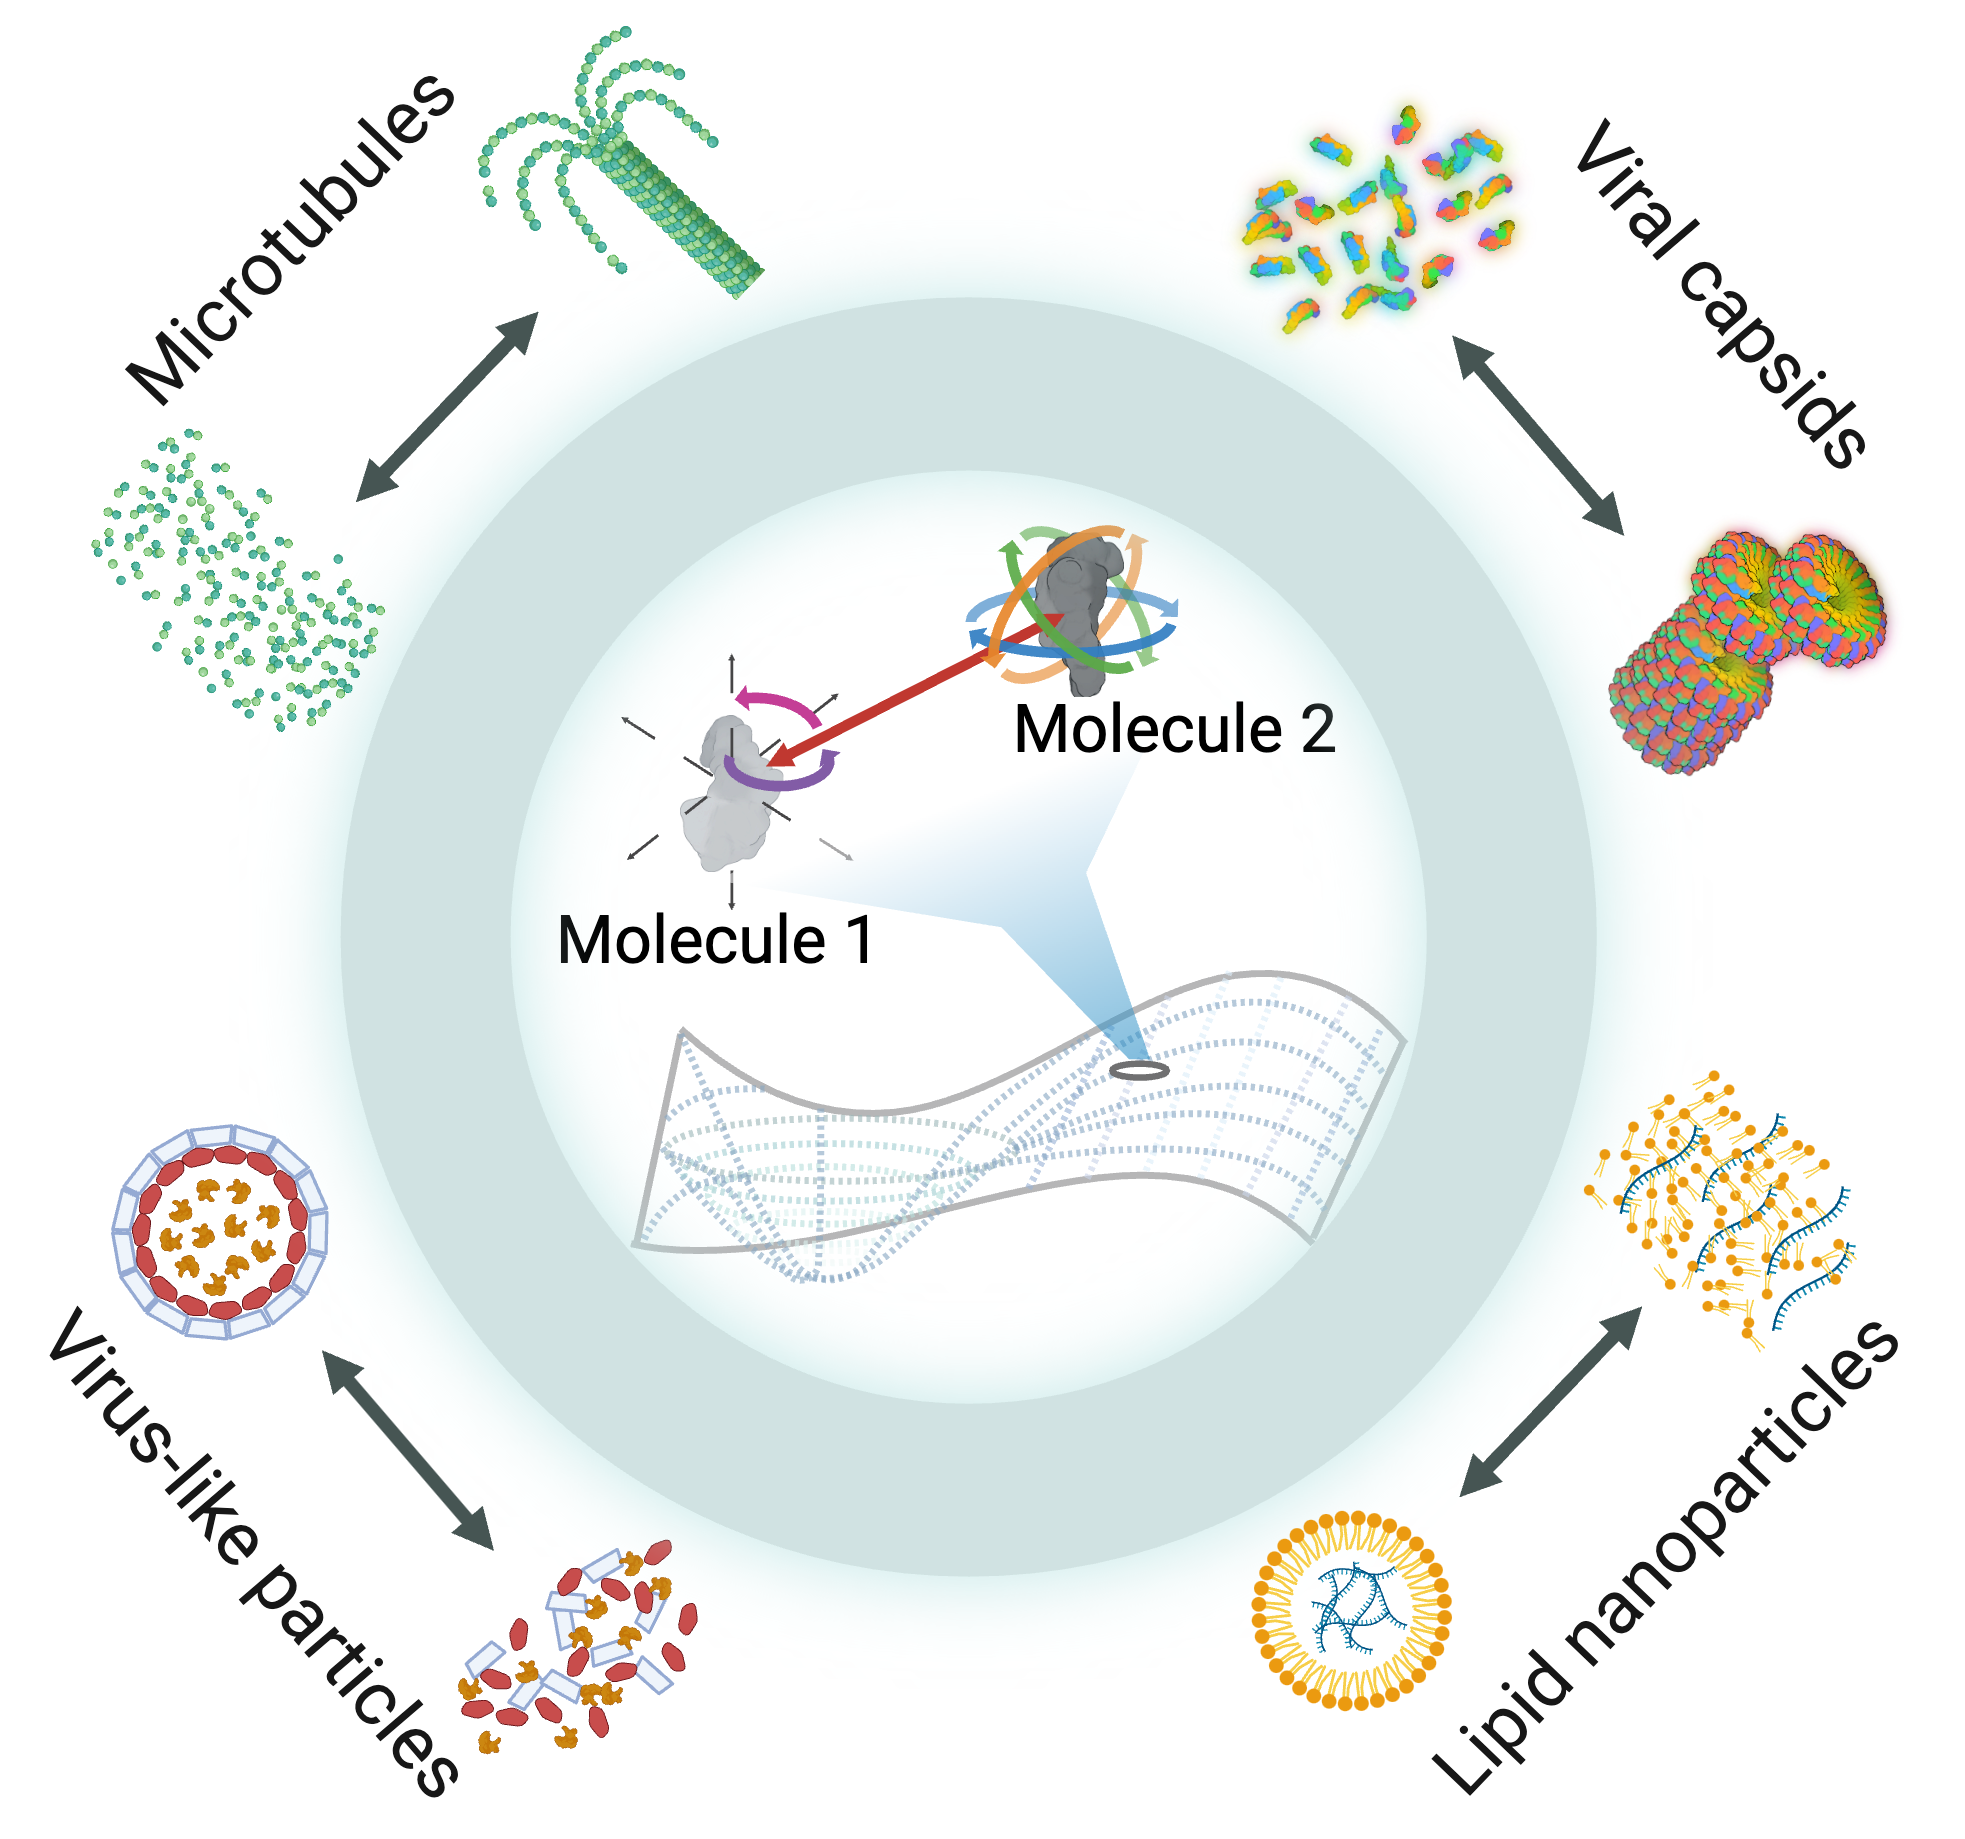 Microtubules
Viral capsids
Molecule 2
Molecule 1
Virus-like particles
Lipid nanoparticles